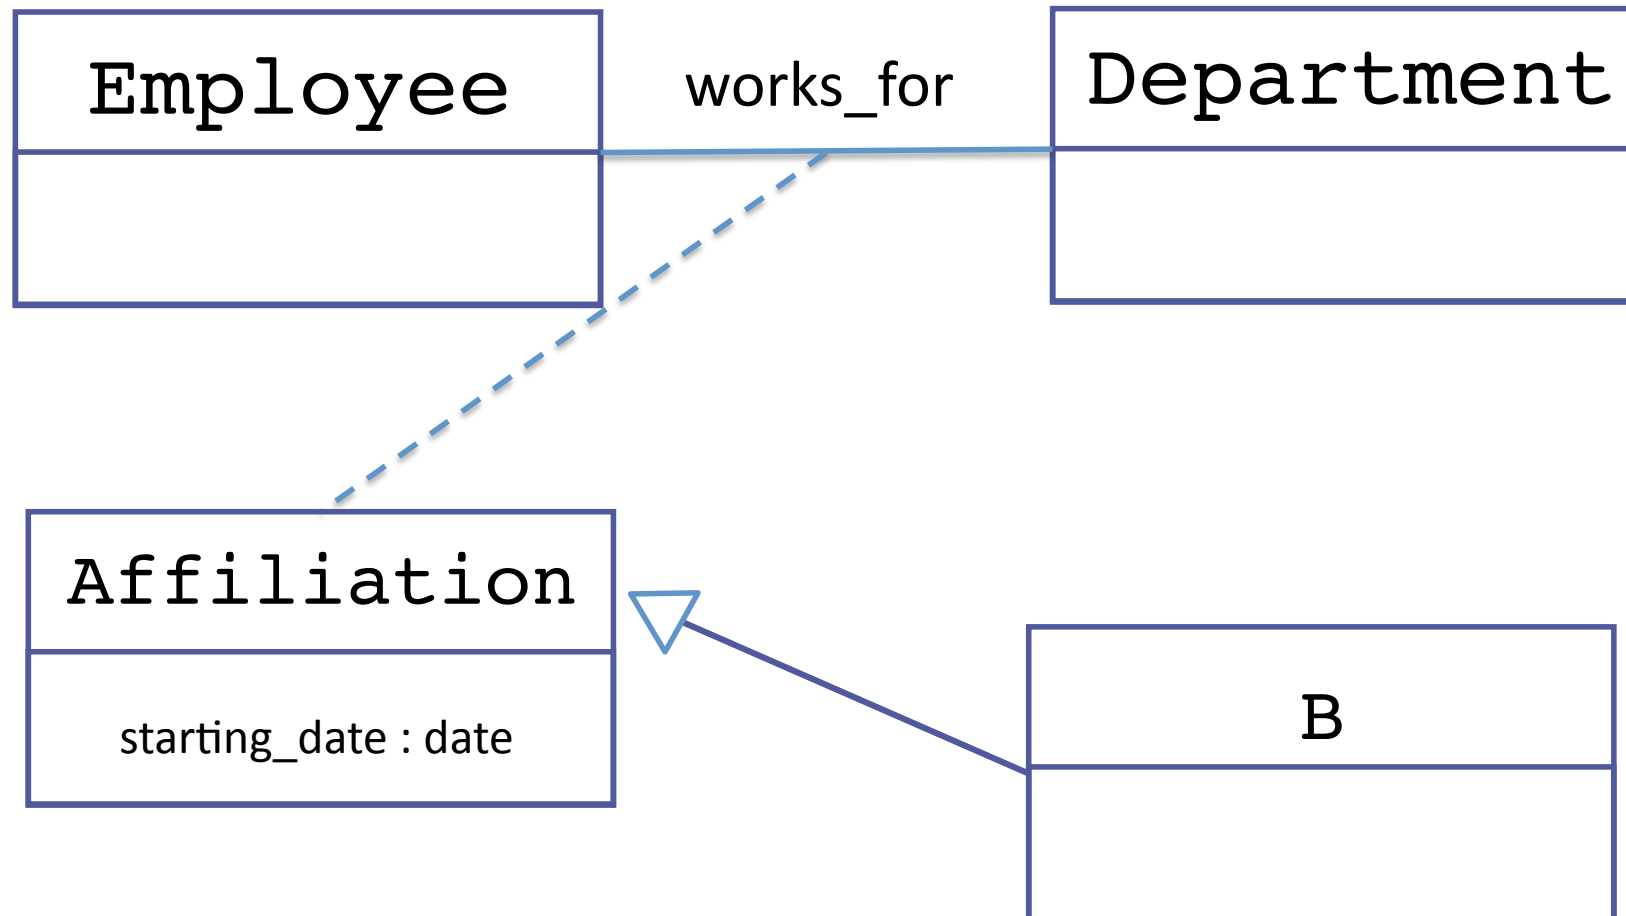 Employee
works_for
Department
Affiliation
starting_date : date
B